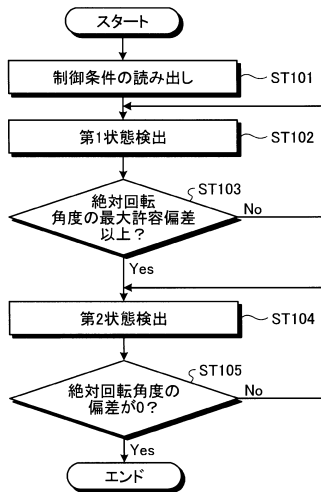 スタート
制御条件の読み出し
ST101
第1状態検出
ST102
ST103
絶対回転
角度の最大許容偏差
以上？
No
Yes
第2状態検出
ST104
ST105
絶対回転角度の
偏差が0？
No
Yes
エンド